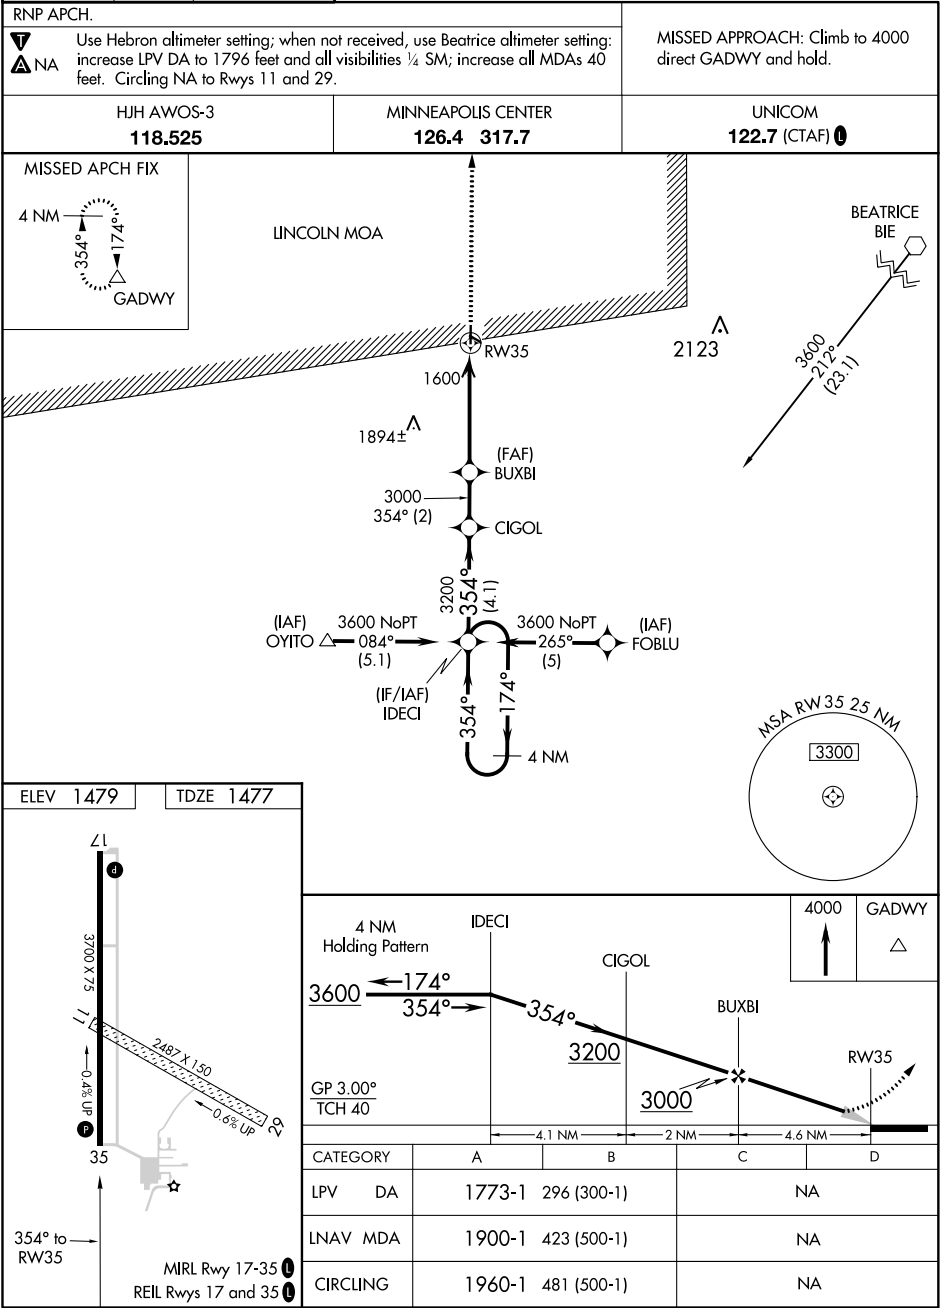 RNP APCH.
T
A NA
Use Hebron altimeter setting; when not received, use Beatrice altimeter setting:
increase LPV DA to 1796 feet and all visibilities ¼ SM; increase all MDAs 40
feet. Circling NA to Rwys 11 and 29.
MISSED APPROACH: Climb to 4000
direct GADWY and hold.
HJH AWOS-3
118.525
MINNEAPOLIS CENTER
126.4 317.7
UNICOM
122.7 (CTAF) L
MISSED APCH FIX
4 NM
354°
174°
GADWY
LINCOLN MOA
BEATRICE
BIE
3600
212°
(23.1)
2123
RW35
1600
1894±
(FAF)
BUXBI
3000
354° (2)
CIGOL
3200
354°
(4.1)
(IAF)
OYITO
3600 NoPT
084°
(5.1)
3600 NoPT
265°
(5)
(IAF)
FOBLU
(IF/IAF)
IDECI
354°
174°
4 NM
MSA RW35 25 NM
3300
ELEV 1479
TDZE 1477
17
P
3700 X 75
11
2487 X 150
0.4% UP
0.6% UP
29
P
35
354° to
RW35
MIRL Rwy 17-35 L
REIL Rwys 17 and 35 L
4 NM
Holding Pattern
IDECI
CIGOL
BUXBI
RW35
4000
GADWY
3600
174°
354°
354°
3200
3000
GP 3.00°
TCH 40
4.1 NM
2 NM
4.6 NM
CATEGORY A B C D
LPV DA 1773-1 296 (300-1) NA
LNAV MDA 1900-1 423 (500-1) NA
CIRCLING 1960-1 481 (500-1) NA